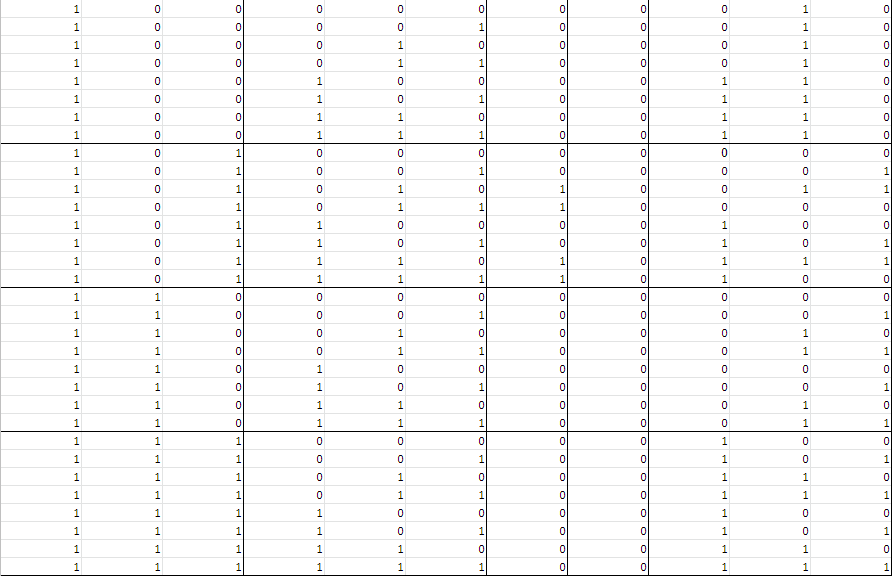 1 0 0 0 0 0 0 0 0 1 0
1 0 0 0 0 1 0 0 0 1 0
1 0 0 0 1 0 0 0 0 1 0
1 0 0 0 1 1 0 0 0 1 0
1 0 0 1 0 0 0 0 1 1 0
1 0 0 1 0 1 0 0 1 1 0
1 0 0 1 1 0 0 0 1 1 0
1 0 0 1 1 1 0 0 1 1 0
1 0 1 0 0 0 0 0 0 0 0
1 0 1 0 0 1 0 0 0 0 1
1 0 1 0 1 0 1 0 0 1 1
1 0 1 0 1 1 1 0 0 0 0
1 0 1 1 0 0 0 0 1 0 0
1 0 1 1 0 1 0 0 1 0 1
1 0 1 1 1 0 1 0 1 1 1
1 0 1 1 1 1 1 0 1 0 0
1 1 0 0 0 0 0 0 0 0 0
1 1 0 0 0 1 0 0 0 0 1
1 1 0 0 1 0 0 0 0 1 0
1 1 0 0 1 1 0 0 0 1 1
1 1 0 1 0 0 0 0 0 0 0
1 1 0 1 0 1 0 0 0 0 1
1 1 0 1 1 0 0 0 0 1 0
1 1 0 1 1 1 0 0 0 1 1
1 1 1 0 0 0 0 0 1 0 0
1 1 1 0 0 1 0 0 1 0 1
1 1 1 0 1 0 0 0 1 1 0
1 1 1 0 1 1 0 0 1 1 1
1 1 1 1 0 0 0 0 1 0 0
1 1 1 1 0 1 0 0 1 0 1
1 1 1 1 1 0 0 0 1 1 0
1 1 1 1 1 1 0 0 1 1 1